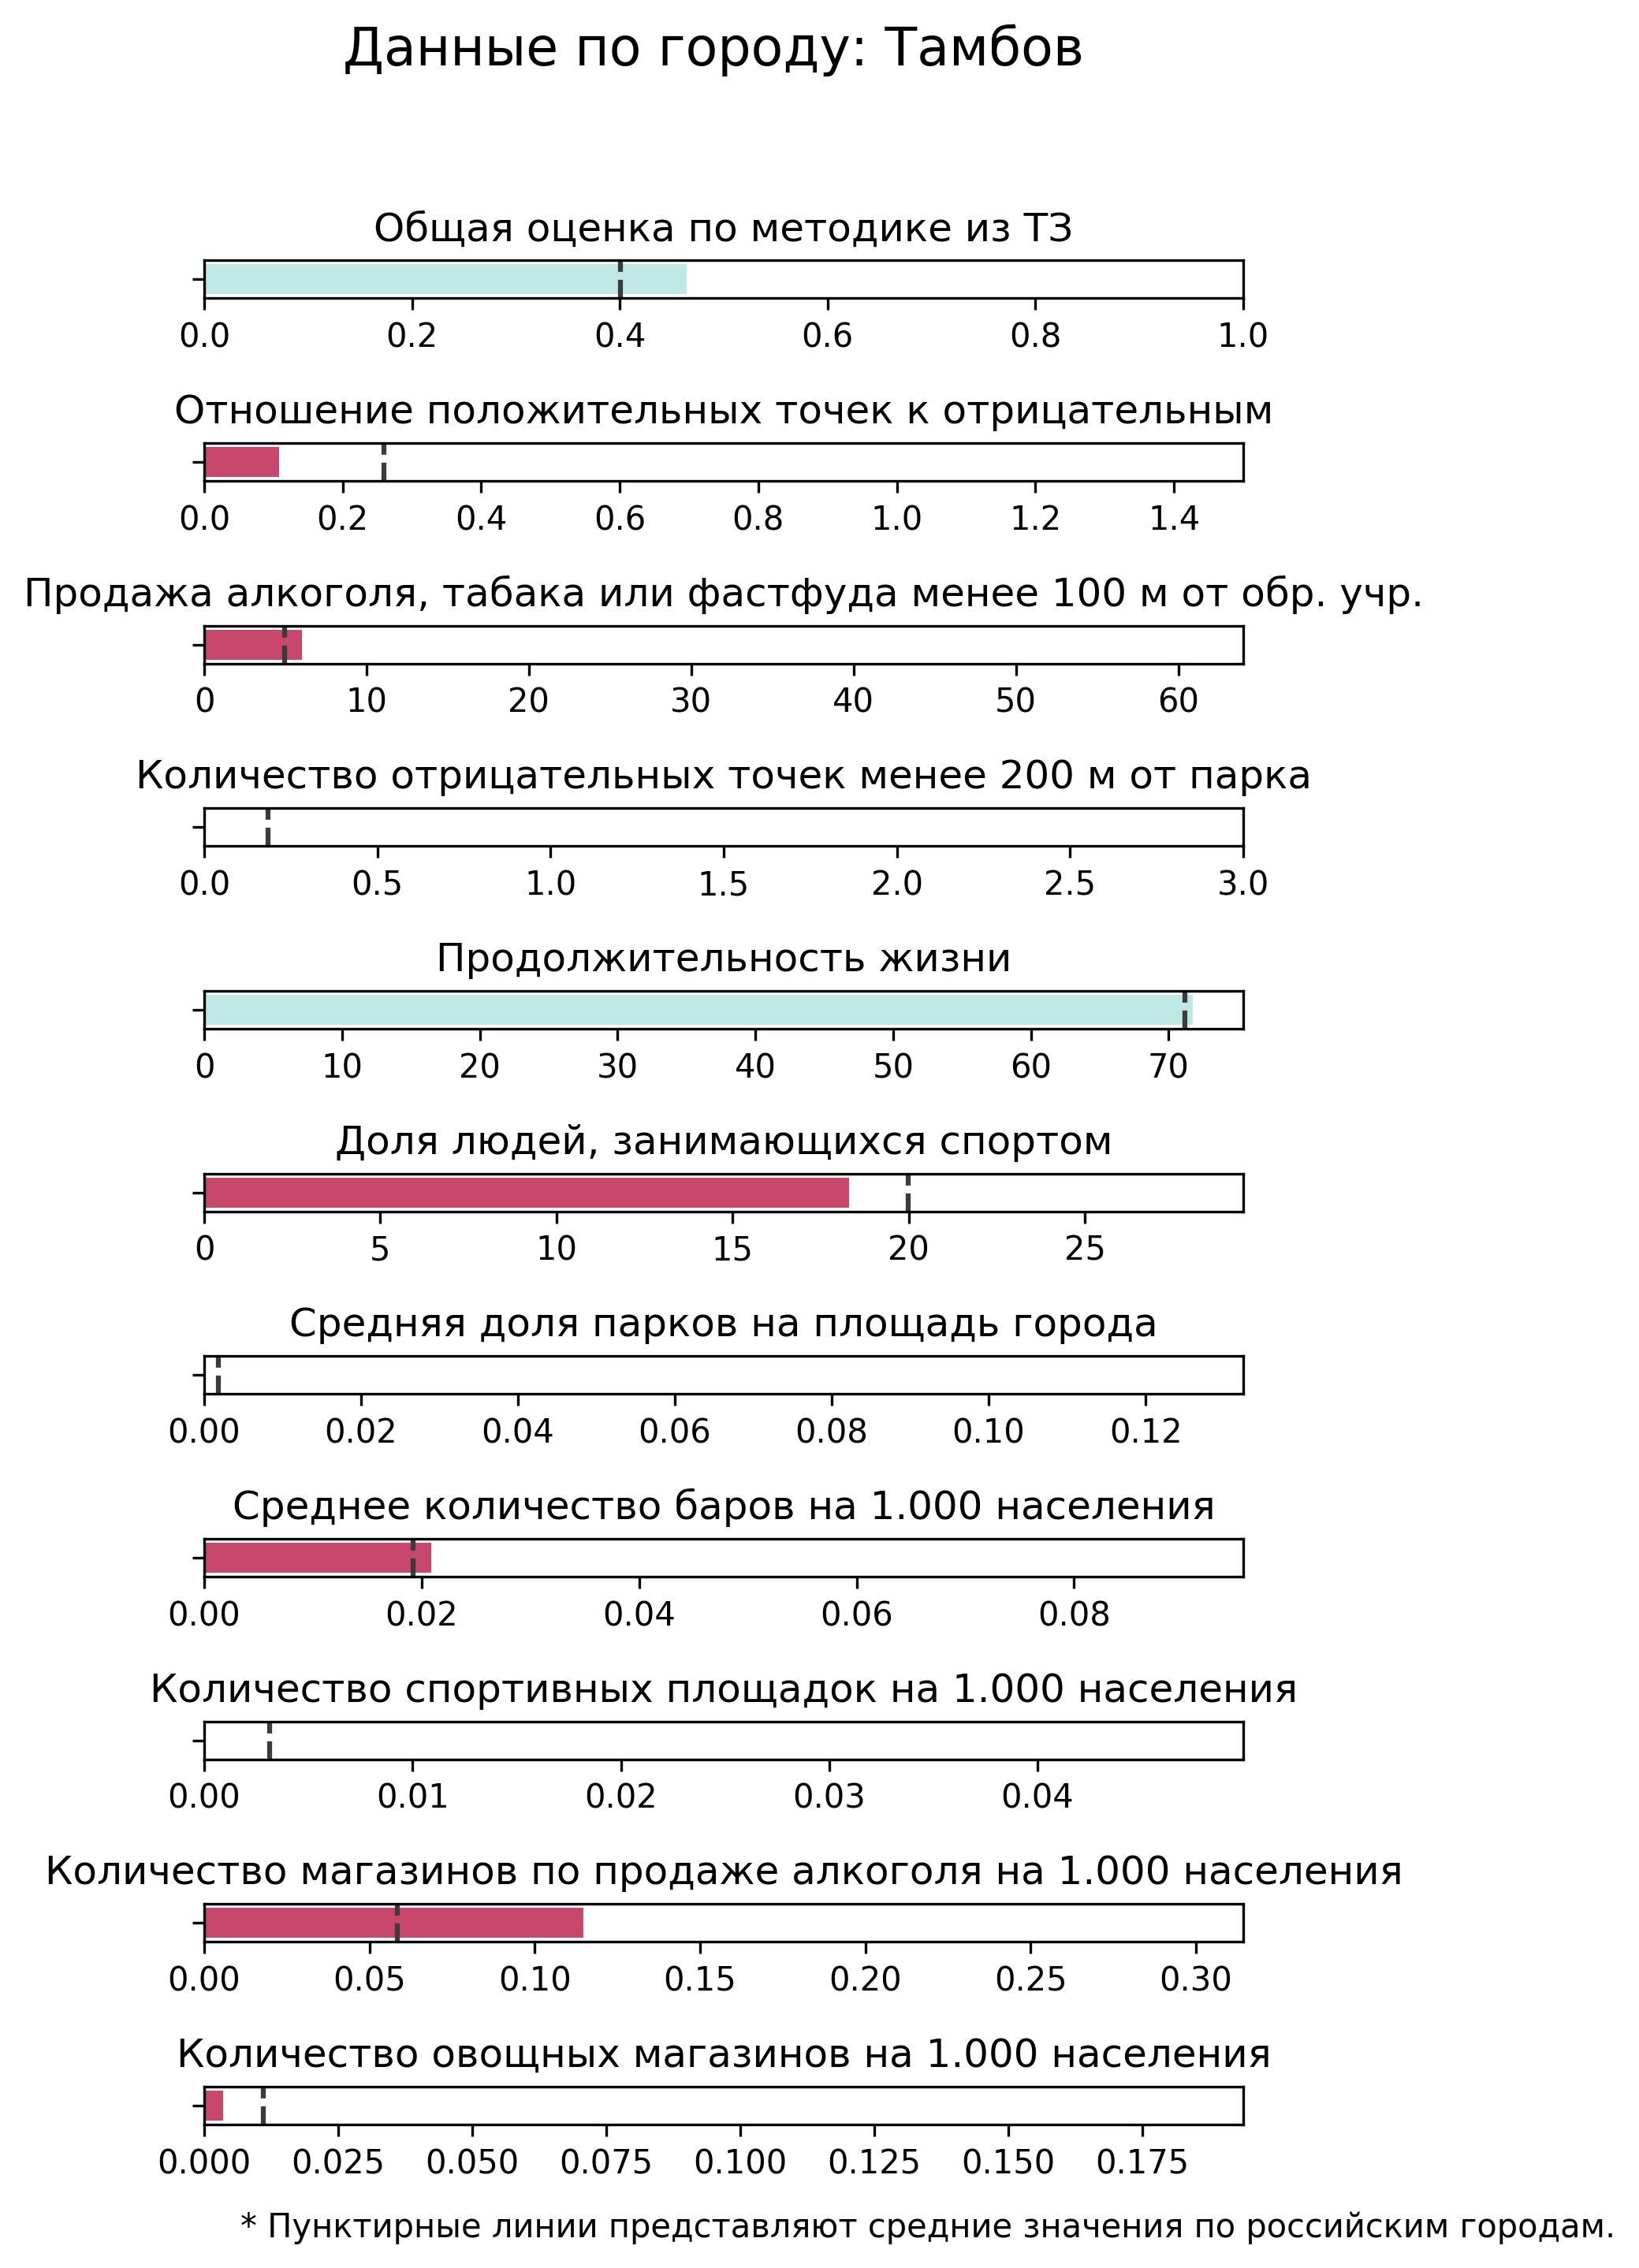 Данные по городу: Тамбов
Общая оценка по методике из ТЗ
0.0 0.2 0.4 0.6 0.8 1.0
Отношение положительных точек к отрицательным
0.0 0.2 0.4 0.6 0.8 1.0 1.2 1.4
Продажа алкоголя, табака или фастфуда менее 100 м от обр. учр.
0 10 20 30 40 50 60
Количество отрицательных точек менее 200 м от парка
0.0 0.5 1.0 1.5 2.0 2.5 3.0
Продолжительность жизни
0 10 20 30 40 50 60 70
Доля людей, занимающихся спортом
0 5 10 15 20 25
Средняя доля парков на площадь города
0.00 0.02 0.04 0.06 0.08 0.10 0.12
Среднее количество баров на 1.000 населения
0.00 0.02 0.04 0.06 0.08
Количество спортивных площадок на 1.000 населения
0.00 0.01 0.02 0.03 0.04
Количество магазинов по продаже алкоголя на 1.000 населения
0.00 0.05 0.10 0.15 0.20 0.25 0.30
Количество овощных магазинов на 1.000 населения
0.000 0.025 0.050 0.075 0.100 0.125 0.150 0.175
* Пунктирные линии представляют средние значения по российским городам.